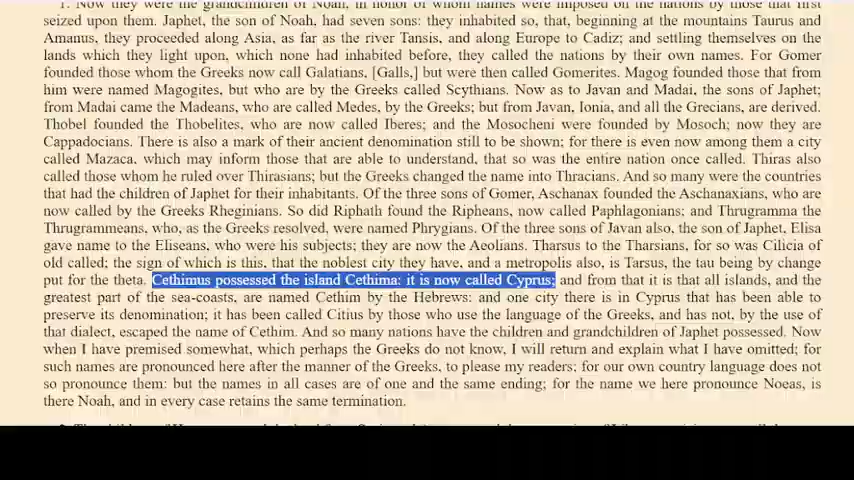 1. Now they were the grandchildren of Noah, in honor of whom names were imposed on the nations by those that first
seized upon them. Japhet, the son of Noah, had seven sons: they inhabited so, that, beginning at the mountains Taurus and
Amanus, they proceeded along Asia, as far as the river Tansis, and along Europe to Cadiz; and settling themselves on the
lands which they light upon, which none had inhabited before, they called the nations by their own names. For Gomer
founded those whom the Greeks now call Galatians, [Galls,] but were then called Gomerites. Magog founded those that from
him were named Magogites, but who are by the Greeks called Scythians. Now as to Javan and Madai, the sons of Japhet;
from Madai came the Madeans, who are called Medes, by the Greeks; but from Javan, Ionia, and all the Grecians, are derived.
Thobel founded the Thobelites, who are now called Iberes; and the Mosocheni were founded by Mosoch; now they are
Cappadocians. There is also a mark of their ancient denomination still to be shown; for there is even now among them a city
called Mazaca, which may inform those that are able to understand, that so was the entire nation once called. Thiras also
called those whom he ruled over Thirasians; but the Greeks changed the name into Thracians. And so many were the countries
that had the children of Japhet for their inhabitants. Of the three sons of Gomer, Aschanax founded the Aschanaxians, who are
now called by the Greeks Rheginians. So did Riphath found the Ripheans, now called Paphlagonians; and Thrugramma the
Thrugrammeans, who, as the Greeks resolved, were named Phrygians. Of the three sons of Javan also, the son of Japhet, Elisa
gave name to the Eliseans, who were his subjects; they are now the Aeolians. Tharsus to the Tharsians, for so was Cilicia of
old called; the sign of which is this, that the noblest city they have, and a metropolis also, is Tarsus, the tau being by change
put for the theta. Cethimus possessed the island Cethima: it is now called Cyprus; and from that it is that all islands, and the
greatest part of the sea-coasts, are named Cethim by the Hebrews: and one city there is in Cyprus that has been able to
preserve its denomination; it has been called Citius by those who use the language of the Greeks, and has not, by the use of
that dialect, escaped the name of Cethim. And so many nations have the children and grandchildren of Japhet possessed. Now
when I have premised somewhat, which perhaps the Greeks do not know, I will return and explain what I have omitted; for
such names are pronounced here after the manner of the Greeks, to please my readers; for our own country language does not
so pronounce them: but the names in all cases are of one and the same ending; for the name we here pronounce Noeas, is
there Noah, and in every case retains the same termination.